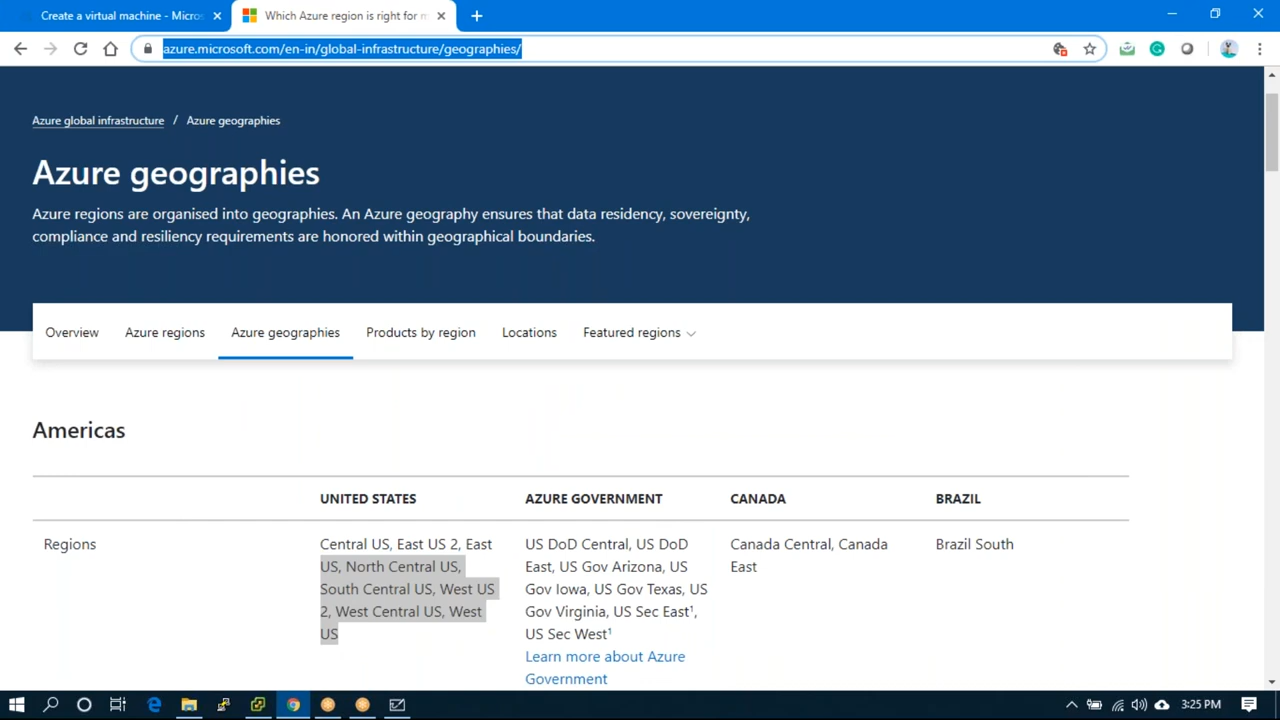 Create a virtual machine - Micros
Which Azure region is right for m
azure.microsoft.com/en-in/global-infrastructure/geographies/
Azure global infrastructure / Azure geographies
Azure geographies
Azure regions are organised into geographies. An Azure geography ensures that data residency, sovereignty,
compliance and resiliency requirements are honored within geographical boundaries.
Overview Azure regions Azure geographies Products by region Locations Featured regions
Americas
UNITED STATES AZURE GOVERNMENT CANADA BRAZIL
Regions
Central US, East US 2, East
US, North Central US,
South Central US, West US
2, West Central US, West
US
US DoD Central, US DoD
East, US Gov Arizona, US
Gov Iowa, US Gov Texas, US
Gov Virginia, US Sec East¹,
US Sec West¹
Learn more about Azure
Government
Canada Central, Canada
East
Brazil South
3:25 PM